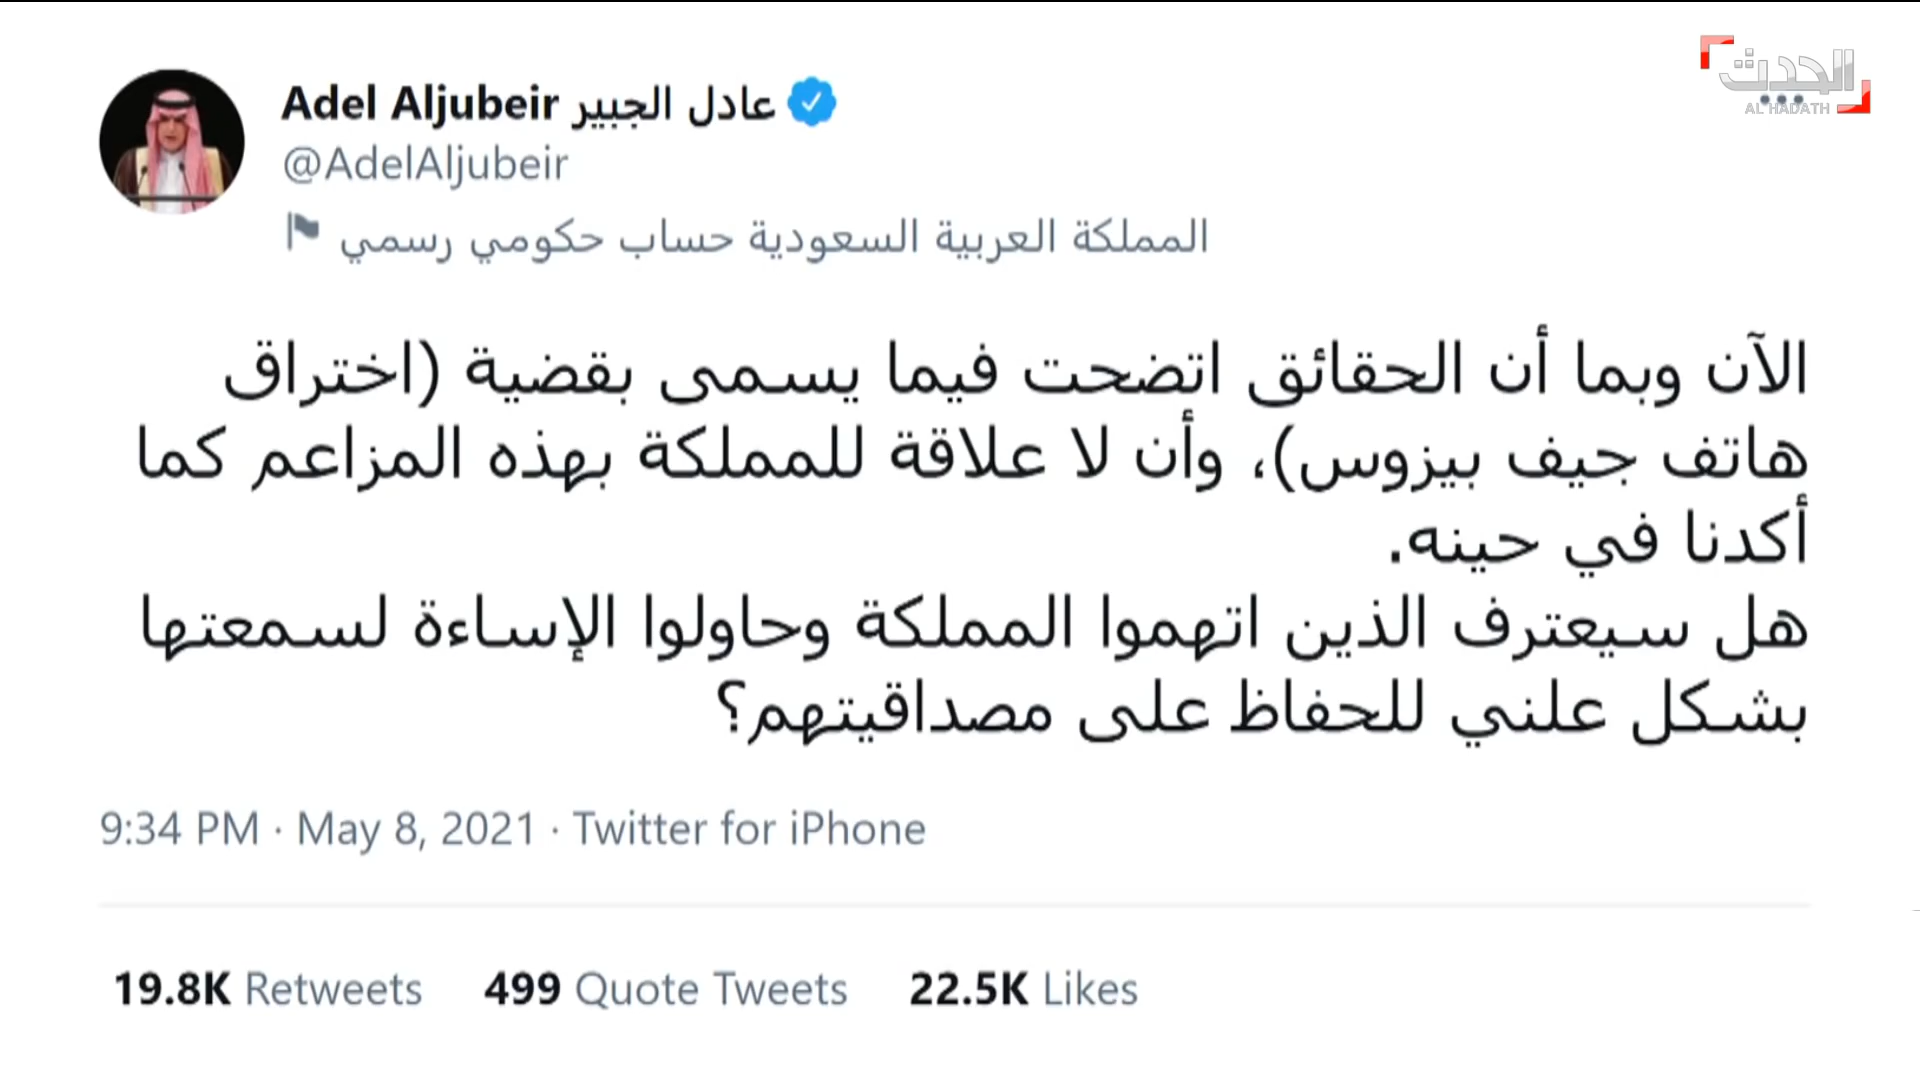 الحدث
AL HADATH
Adel Aljubeir عادل الجبير
@AdelAljubeir
المملكة العربية السعودية حساب حكومي رسمي
الآن وبما أن الحقائق اتضحت فيما يسمى بقضية (اختراق
هاتف جيف بيزوس)، وأن لا علاقة للمملكة بهذه المزاعم كما
أكدنا في حينه.
هل سيعترف الذين اتهموا المملكة وحاولوا الإساءة لسمعتها
بشكل علني للحفاظ على مصداقيتهم؟
9:34 PM · May 8, 2021 · Twitter for iPhone
19.8K Retweets 499 Quote Tweets 22.5K Likes